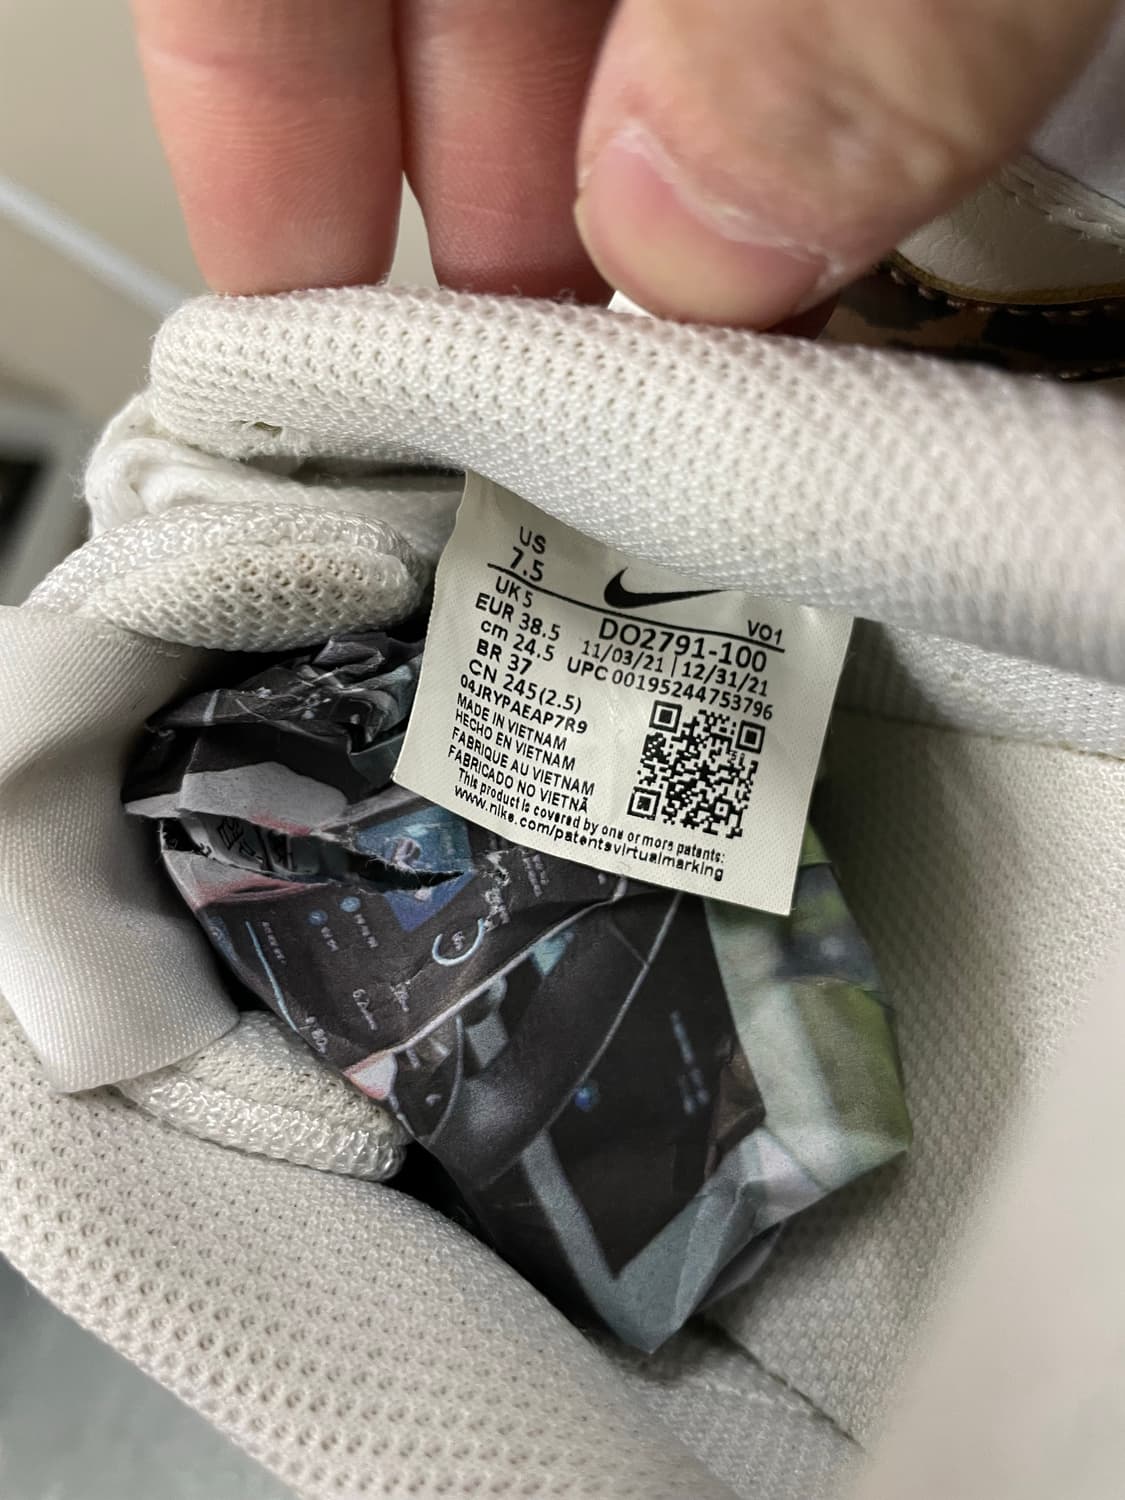 US
7.5
UK 5
EUR 38.5
cm 24.5
BR 37
CN 245(2.5)
04JRYPAEAP7R9
VO1
DO2791-100
11/03/21 | 12/31/21
UPC 00195244753796
MADE IN VIETNAM
HECHO EN VIETNAM
FABRIQUE AU VIETNAM
FABRICADO NO VIETNÃ
This product is covered by one or more patents:
www.nike.com/patentsvirtualmarking